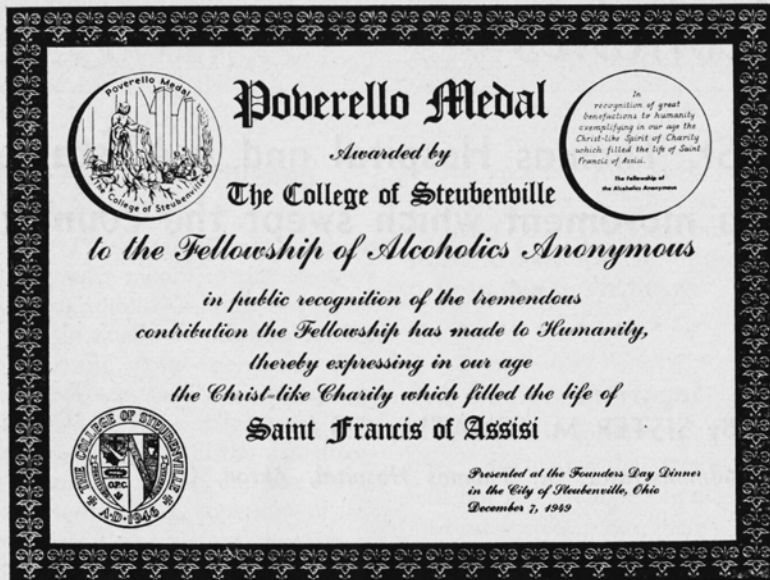 Poverello Medal
The College of Steubenville
Poverello Medal
Awarded by
The College of Steubenville
In
recognition of great
benefactions to humanity
exemplifying in our age the
Christ-like Spirit of Charity
which filled the life of Saint
Francis of Assisi.
The Fellowship of
the Alcoholics Anonymous
to the Fellowship of Alcoholics Anonymous
in public recognition of the tremendous
contribution the Fellowship has made to Humanity,
thereby expressing in our age
the Christ-like Charity which filled the life of
Saint Francis of Assisi
THE COLLEGE OF STEUBENVILLE
A·D·1946
Presented at the Founders Day Dinner
in the City of Steubenville, Ohio
December 7, 1949